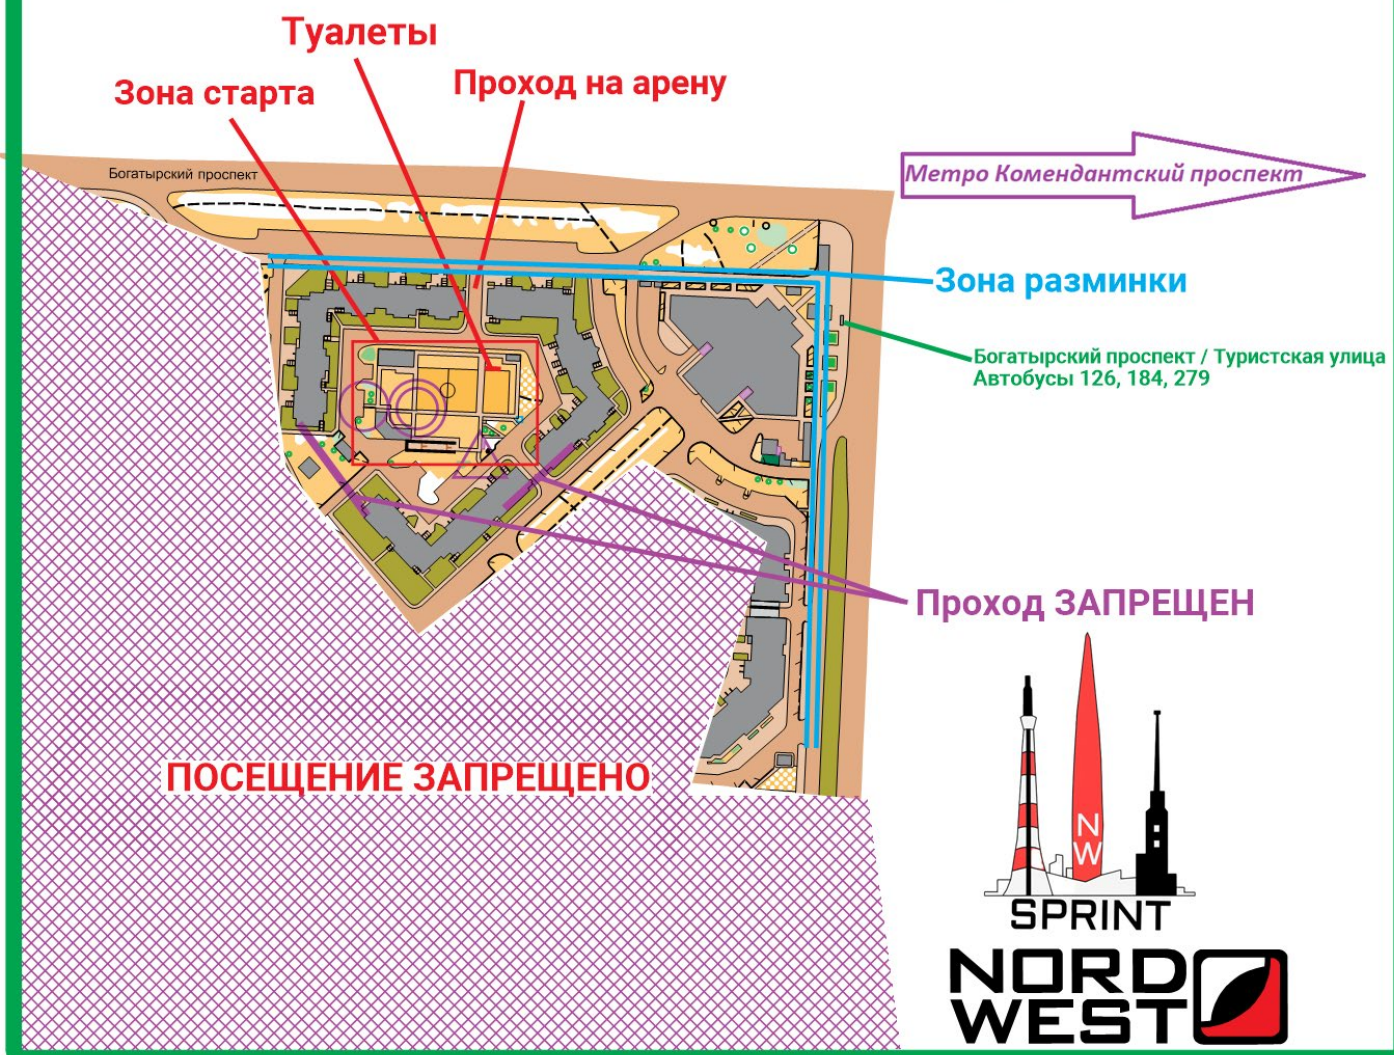 Туалеты
Зона старта
Проход на арену
Богатырский проспект
Метро Комендантский проспект
Зона разминки
Богатырский проспект / Туристская улица
Автобусы 126, 184, 279
Проход ЗАПРЕЩЕН
ПОСЕЩЕНИЕ ЗАПРЕЩЕНО
N
W
SPRINT
NORD
WEST